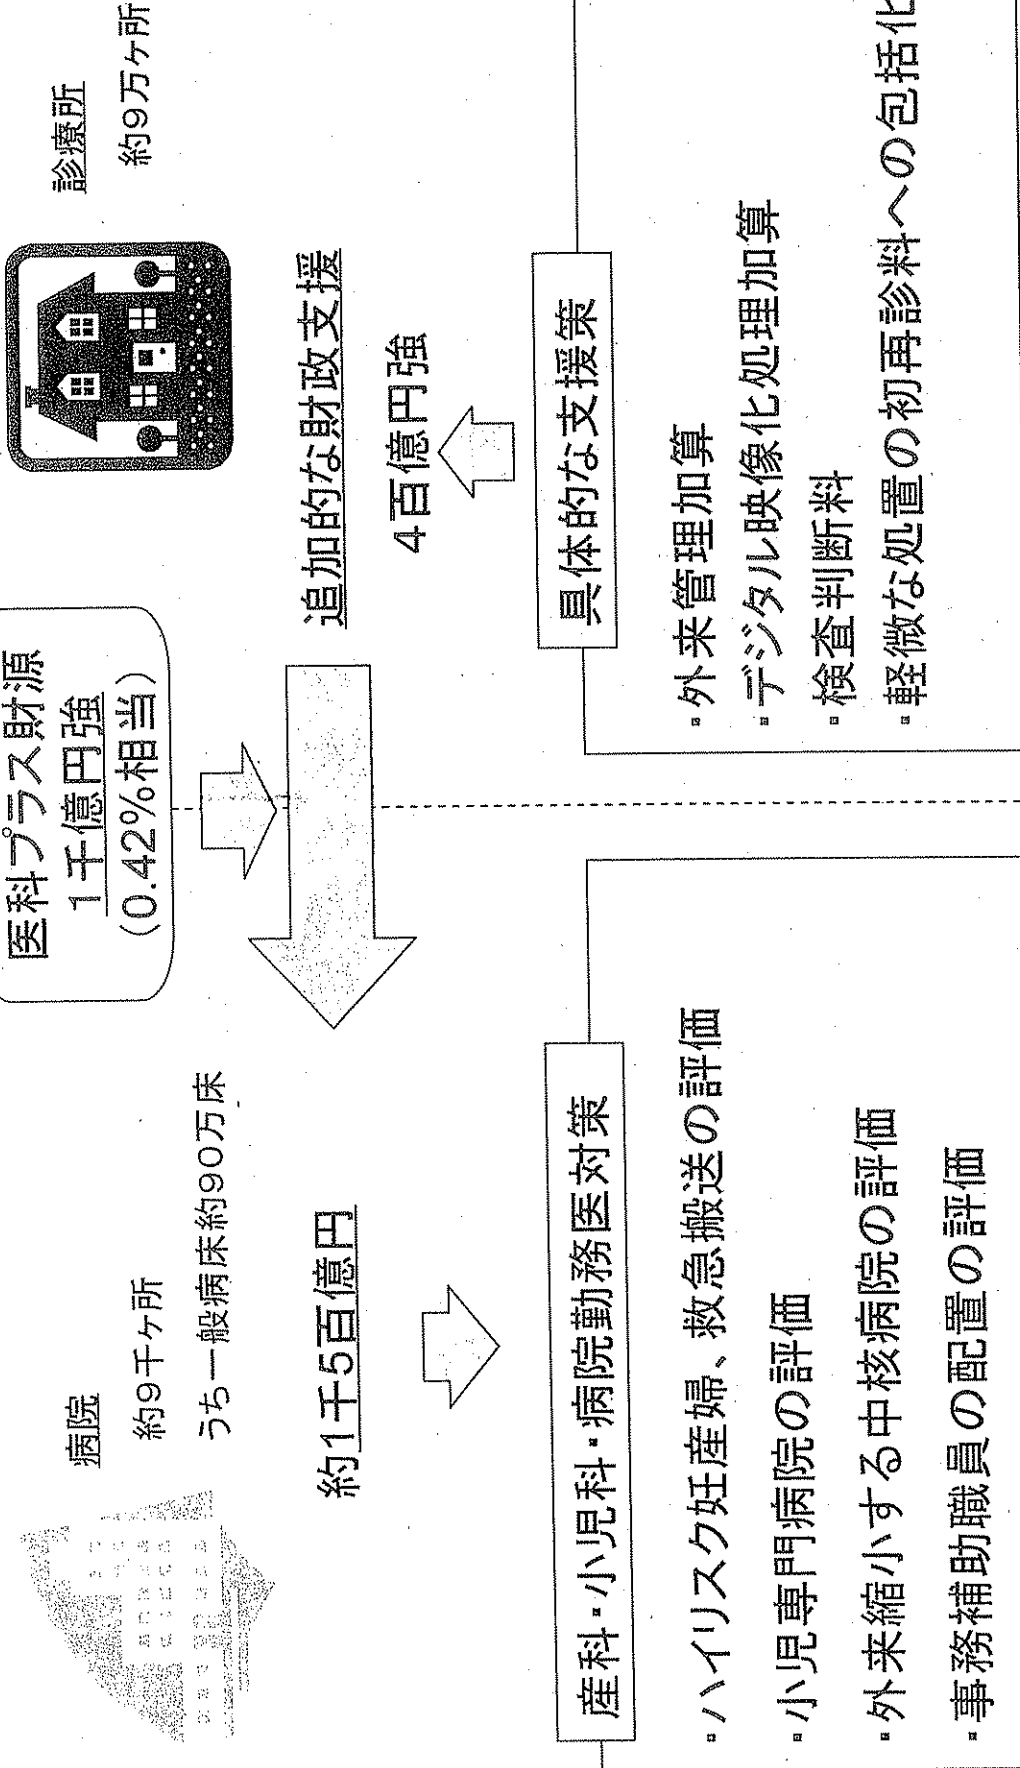 医科プラス財源
1千億円強
(0.42%相当)
病院
約9千ヶ所
うち一般病床約90万床
約1千5百億円
産科・小児科・病院勤務医対策
・ハイリスク妊産婦、救急搬送の評価
・小児専門病院の評価
・外来縮小する中核病院の評価
・事務補助職員の配置の評価
診療所
約9万ヶ所
追加的な財政支援
4百億円強
具体的な支援策
・外来管理加算
・デジタル映像化処理加算
・検査判断料
・軽微な処置の初再診料への包括化